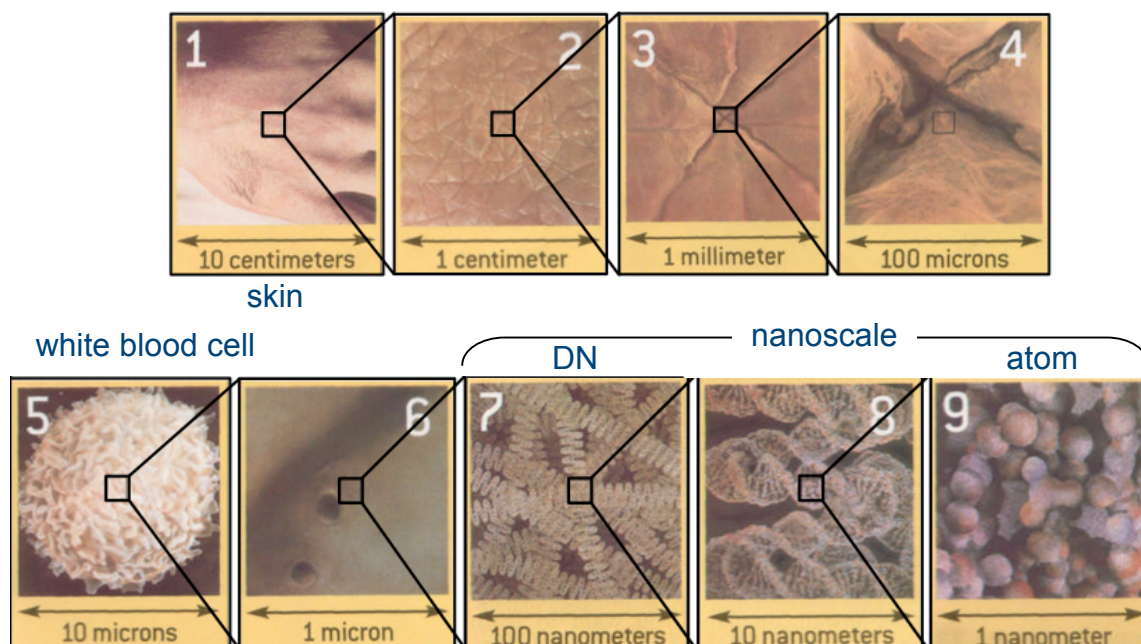 1 2 3 4
10 centimeters 1 centimeter 1 millimeter 100 microns
skin
white blood cell nanoscale
DN atom
5 6 7 8 9
10 microns 1 micron 100 nanometers 10 nanometers 1 nanometer